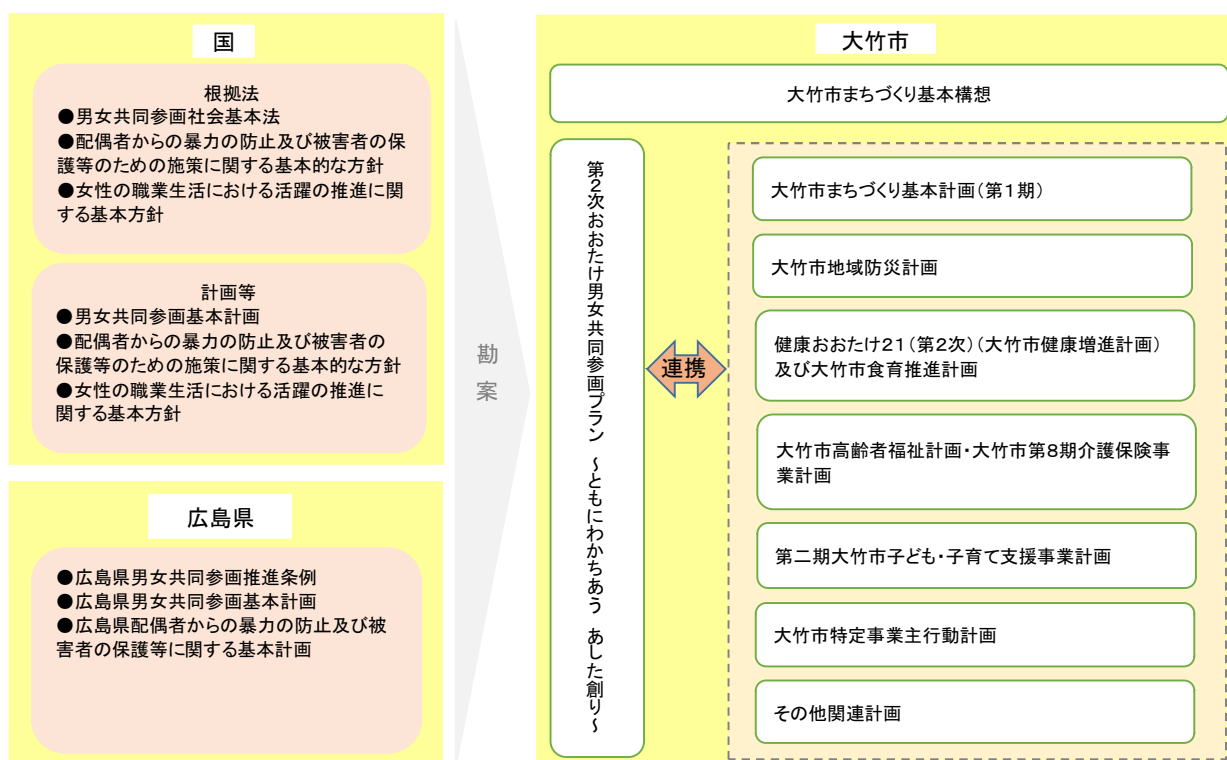 国
根拠法
●男女共同参画社会基本法
●配偶者からの暴力の防止及び被害者の保
護等のための施策に関する基本的な方針
●女性の職業生活における活躍の推進に関
する基本方針
計画等
●男女共同参画基本計画
●配偶者からの暴力の防止及び被害者の
保護等のための施策に関する基本的な方針
●女性の職業生活における活躍の推進に
関する基本方針
広島県
●広島県男女共同参画推進条例
●広島県男女共同参画基本計画
●広島県配偶者からの暴力の防止及び被
害者の保護等に関する基本計画
勘案
大竹市
大竹市まちづくり基本構想
第2次おおたけ男女共同参画プラン ~ともにわかちあう あした創り~
連携
大竹市まちづくり基本計画(第1期)
大竹市地域防災計画
健康おおたけ21(第2次)(大竹市健康増進計画)
及び大竹市食育推進計画
大竹市高齢者福祉計画・大竹市第8期介護保険事
業計画
第二期大竹市子ども・子育て支援事業計画
大竹市特定事業主行動計画
その他関連計画